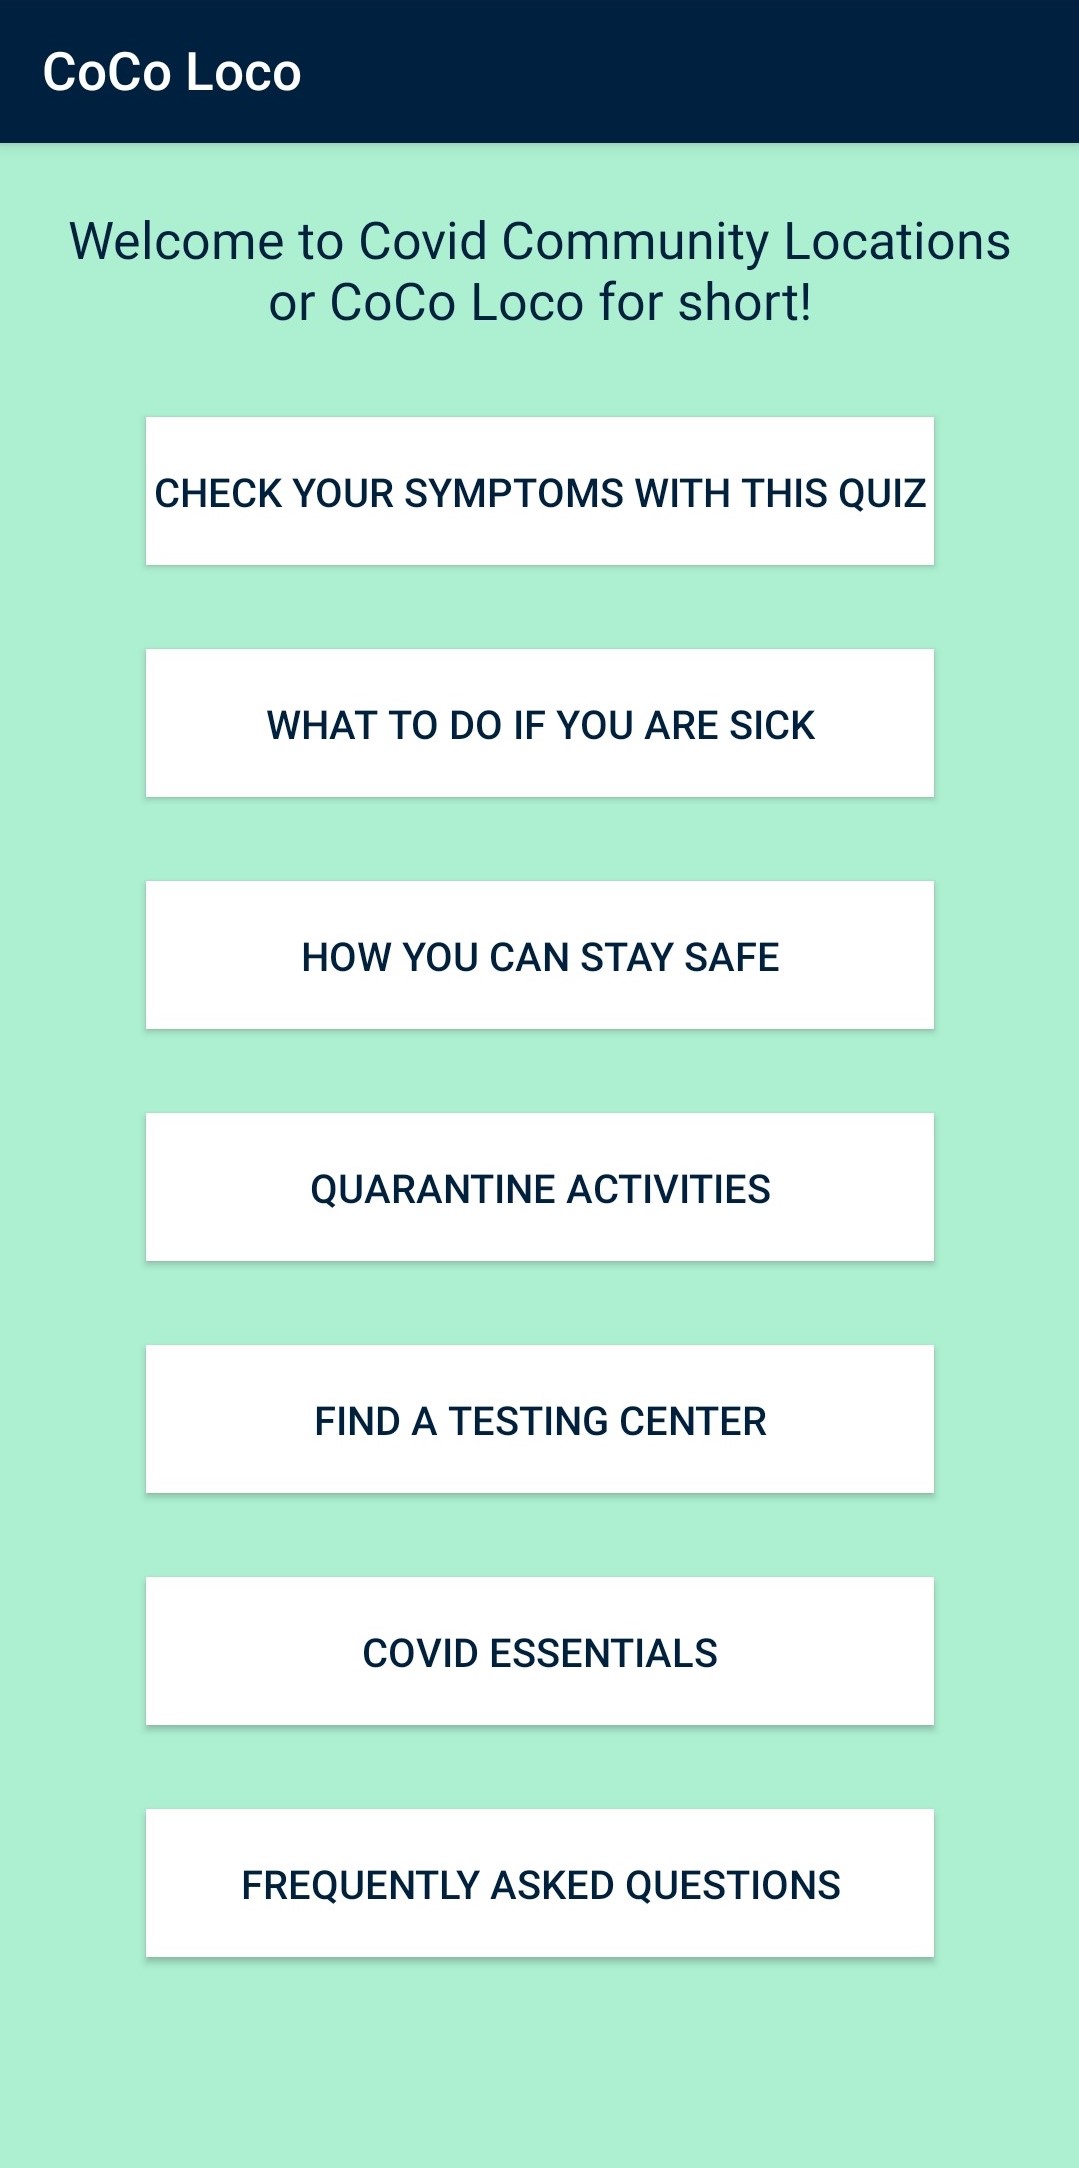 CoCo Loco
Welcome to Covid Community Locations
or CoCo Loco for short!
CHECK YOUR SYMPTOMS WITH THIS QUIZ
WHAT TO DO IF YOU ARE SICK
HOW YOU CAN STAY SAFE
QUARANTINE ACTIVITIES
FIND A TESTING CENTER
COVID ESSENTIALS
FREQUENTLY ASKED QUESTIONS